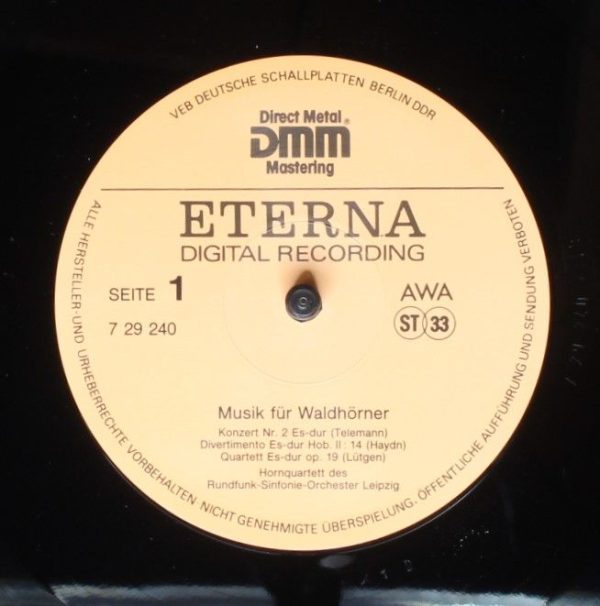 VEB DEUTSCHE SCHALLPLATTEN BERLIN DDR
Direct Metal
DMM®
Mastering
ETERNA
DIGITAL RECORDING
SEITE 1
AWA
7 29 240
ST 33
Musik für Waldhörner
Konzert Nr. 2 Es-dur (Telemann)
Divertimento Es-dur Hob. II : 14 (Haydn)
Quartett Es-dur op. 19 (Lütgen)
Hornquartett des
Rundfunk-Sinfonie-Orchester Leipzig
ALLE HERSTELLER-UND URHEBERRECHTE VORBEHALTEN. NICHT GENEHMIGTE ÜBERSPIELUNG, ÖFFENTLICHE AUFFÜHRUNG UND SENDUNG VERBOTEN